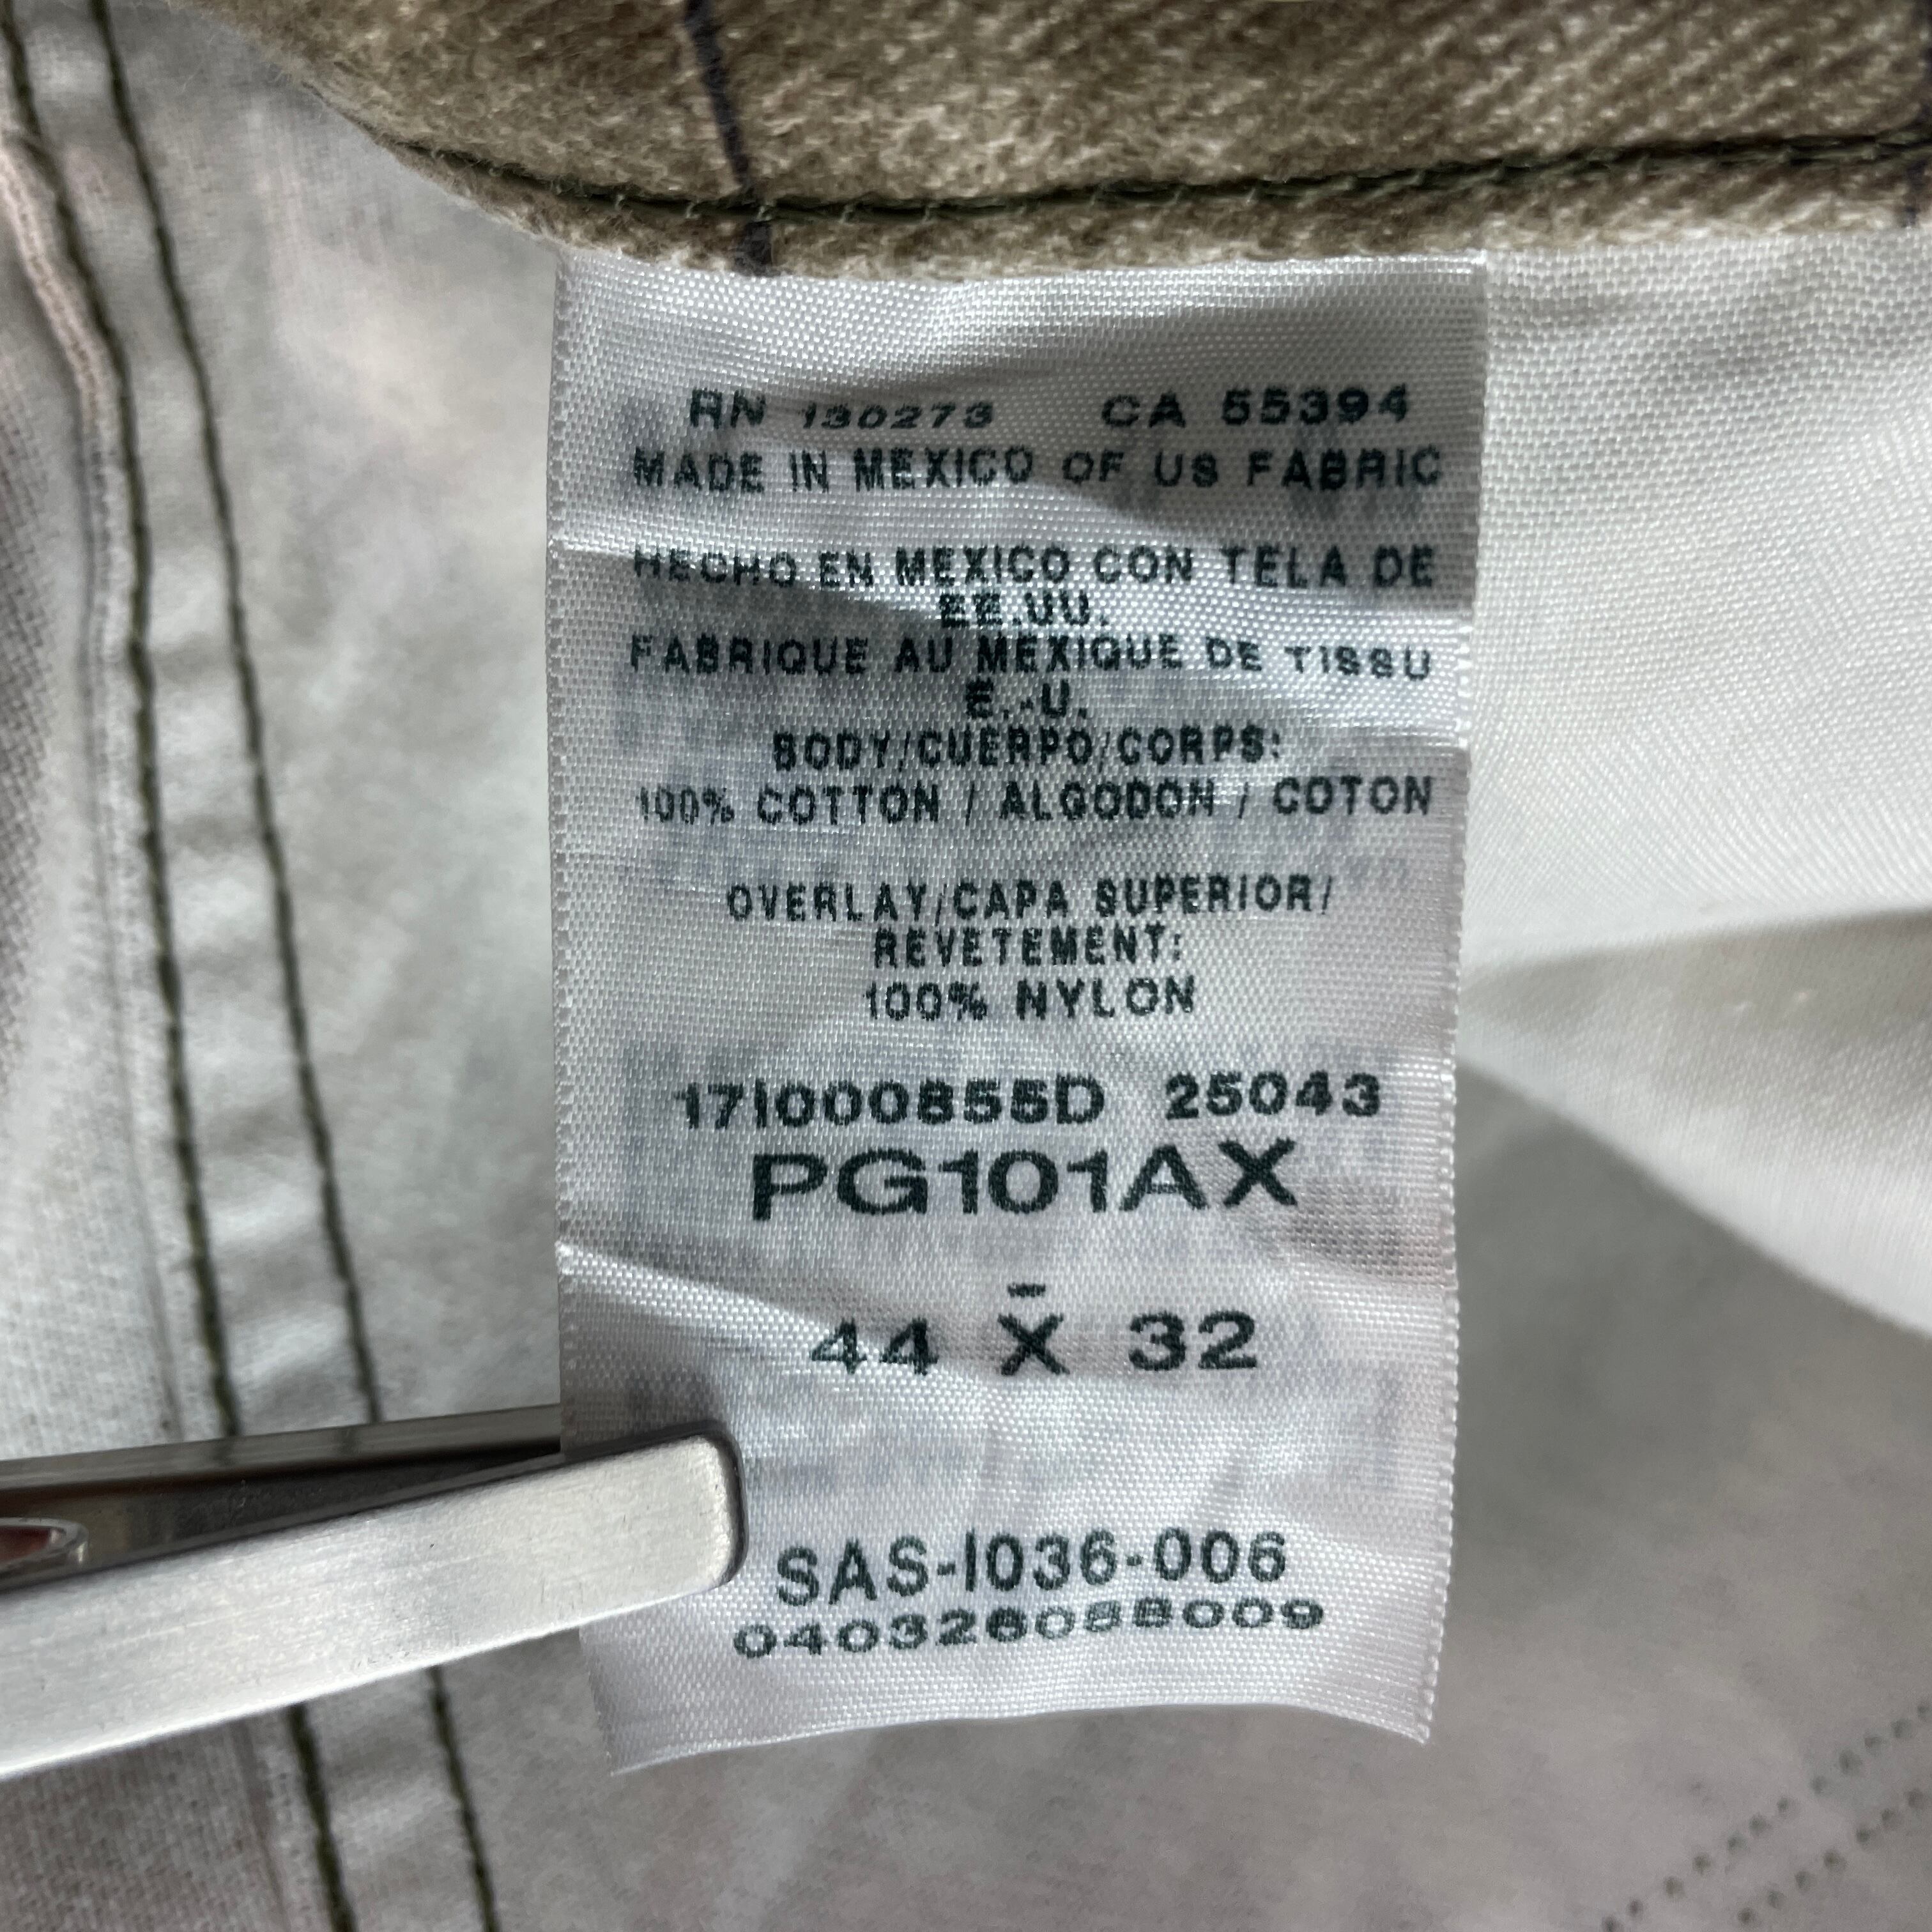 RN 130273 CA 55394
MADE IN MEXICO OF US FABRIC
HECHO EN MEXICO CON TELA DE
EE.UU.
FABRIQUE AU MEXIQUE DE TISSU
E.-U.
BODY/CUERPO/CORPS:
100% COTTON / ALGODON / COTON
OVERLAY/CAPA SUPERIOR/
REVETEMENT:
100% NYLON
17I000855D 25043
PG101AX
-
44 X 32
SAS-I036-006
04032608B009